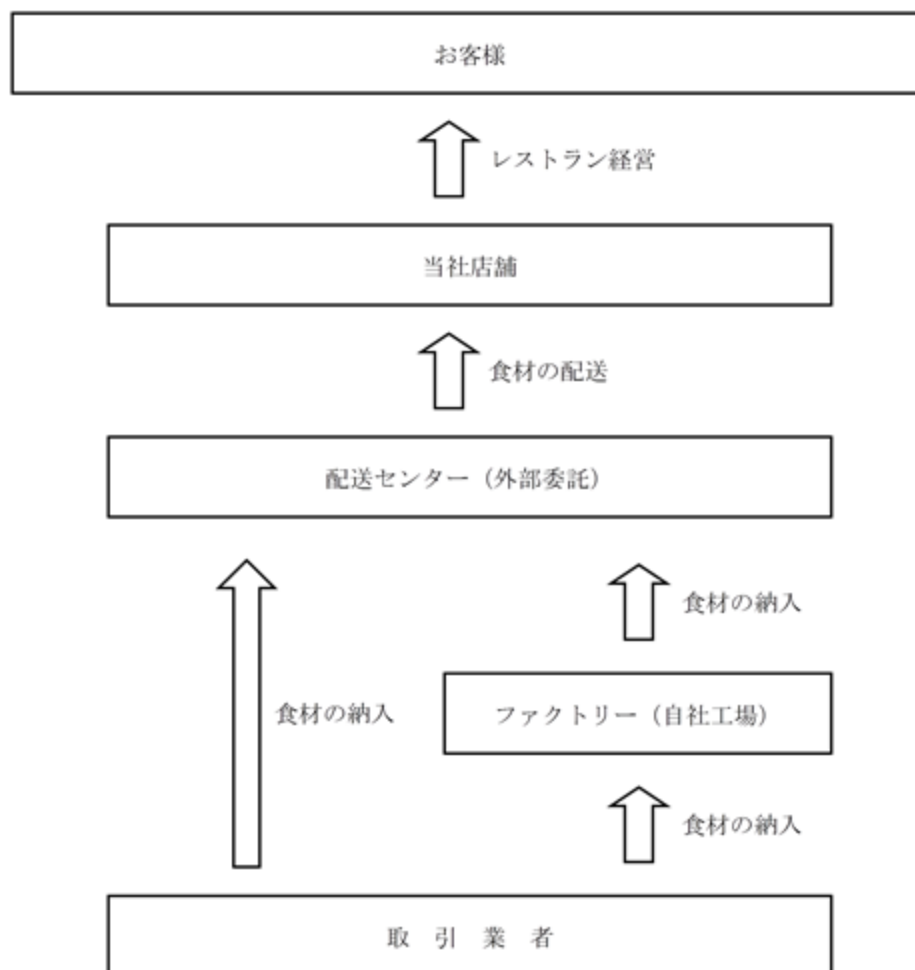 お客様
レストラン経営
当社店舗
食材の配送
配送センター（外部委託）
食材の納入
食材の納入
ファクトリー（自社工場）
食材の納入
取引業者